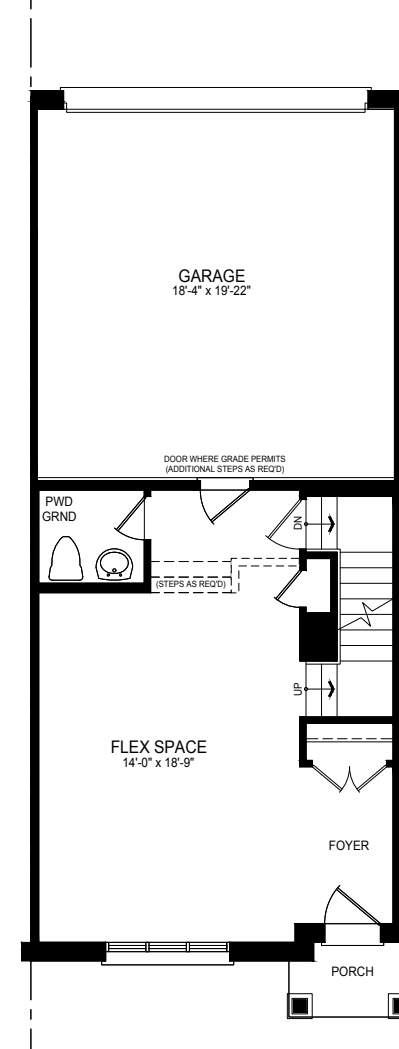 GARAGE
18'-4" x 19'-22"
DOOR WHERE GRADE PERMITS
(ADDITIONAL STEPS AS REQ'D)
PWD
GRND
DN
(STEPS AS REQ'D)
UP
FLEX SPACE
14'-0" x 18'-9"
FOYER
PORCH